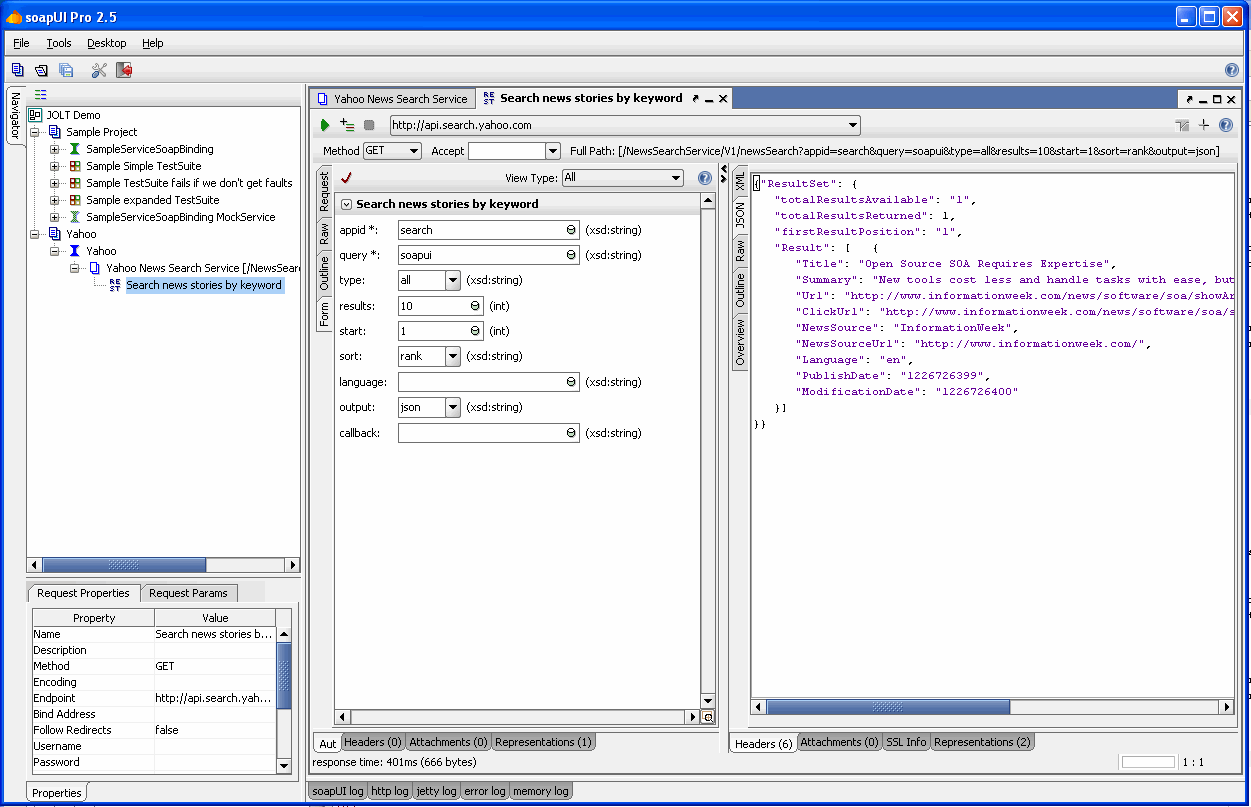 soapUI Pro 2.5
File Tools Desktop Help
Navigator
JOLT Demo
Sample Project
SampleServiceSoapBinding
Sample Simple TestSuite
Sample TestSuite fails if we don't get faults
Sample expanded TestSuite
SampleServiceSoapBinding MockService
Yahoo
Yahoo
Yahoo News Search Service [/NewsSear
REST Search news stories by keyword
Request Properties Request Params
Property Value
Name Search news stories b...
Description
Method GET
Encoding
Endpoint http://api.search.yah...
Bind Address
Follow Redirects false
Username
Password
Properties
Yahoo News Search Service REST Search news stories by keyword
http://api.search.yahoo.com
Method GET Accept Full Path: [/NewsSearchService/V1/newsSearch?appid=search&query=soapui&type=all&results=10&start=1&sort=rank&output=json]
Request
Raw
Outline
Form
View Type: All
Search news stories by keyword
appid *: search (xsd:string)
query *: soapui (xsd:string)
type: all (xsd:string)
results: 10 (int)
start: 1 (int)
sort: rank (xsd:string)
language: (xsd:string)
output: json (xsd:string)
callback: (xsd:string)
Aut Headers (0) Attachments (0) Representations (1)
XML
JSON
Raw
Outline
Overview
{"ResultSet": {
"totalResultsAvailable": "1",
"totalResultsReturned": 1,
"firstResultPosition": "1",
"Result": [ {
"Title": "Open Source SOA Requires Expertise",
"Summary": "New tools cost less and handle tasks with ease, but
"Url": "http://www.informationweek.com/news/software/soa/showAr
"ClickUrl": "http://www.informationweek.com/news/software/soa/s
"NewsSource": "InformationWeek",
"NewsSourceUrl": "http://www.informationweek.com/",
"Language": "en",
"PublishDate": "1226726399",
"ModificationDate": "1226726400"
}]
}}
Headers (6) Attachments (0) SSL Info Representations (2)
response time: 401ms (666 bytes)
1 : 1
soapUI log http log jetty log error log memory log